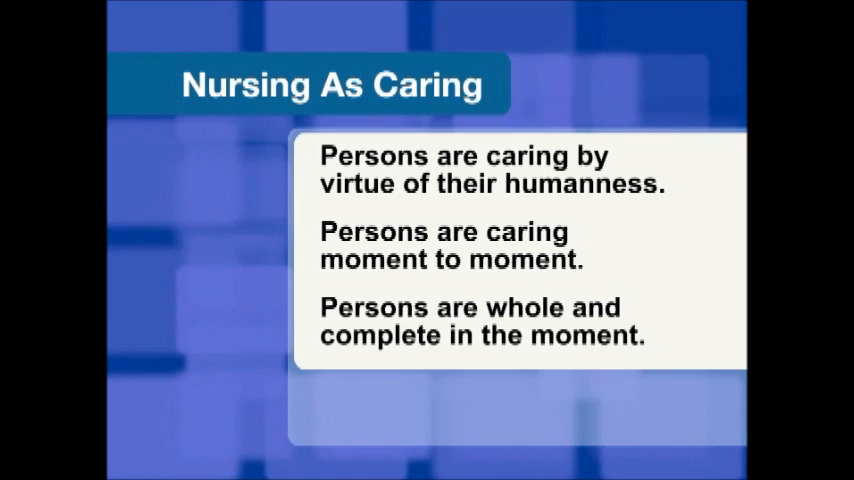 Nursing As Caring
Persons are caring by
virtue of their humanness.
Persons are caring
moment to moment.
Persons are whole and
complete in the moment.